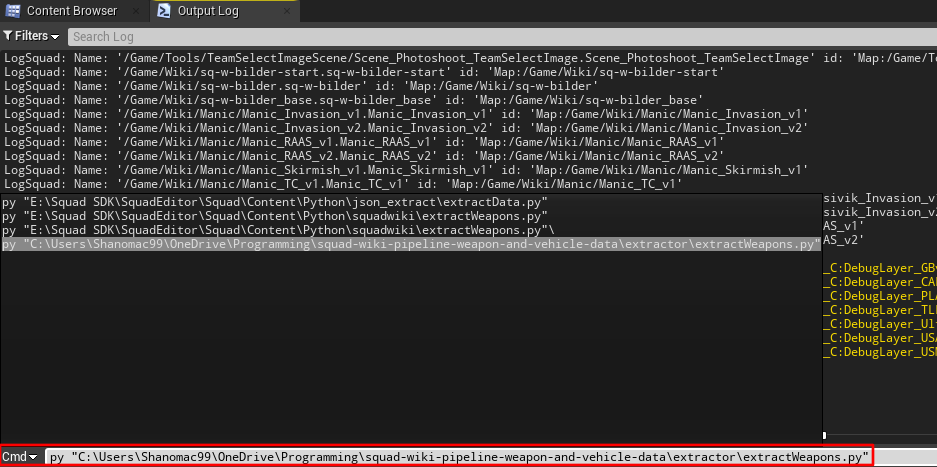 Content Browser
Output Log
Filters
Search Log
LogSquad: Name: '/Game/Tools/TeamSelectImageScene/Scene_Photoshoot_TeamSelectImage.Scene_Photoshoot_TeamSelectImage' id: 'Map:/Game/To
LogSquad: Name: '/Game/Wiki/sq-w-bilder-start.sq-w-bilder-start' id: 'Map:/Game/Wiki/sq-w-bilder-start'
LogSquad: Name: '/Game/Wiki/sq-w-bilder.sq-w-bilder' id: 'Map:/Game/Wiki/sq-w-bilder'
LogSquad: Name: '/Game/Wiki/sq-w-bilder_base.sq-w-bilder_base' id: 'Map:/Game/Wiki/sq-w-bilder_base'
LogSquad: Name: '/Game/Wiki/Manic/Manic_Invasion_v1.Manic_Invasion_v1' id: 'Map:/Game/Wiki/Manic/Manic_Invasion_v1'
LogSquad: Name: '/Game/Wiki/Manic/Manic_Invasion_v2.Manic_Invasion_v2' id: 'Map:/Game/Wiki/Manic/Manic_Invasion_v2'
LogSquad: Name: '/Game/Wiki/Manic/Manic_RAAS_v1.Manic_RAAS_v1' id: 'Map:/Game/Wiki/Manic/Manic_RAAS_v1'
LogSquad: Name: '/Game/Wiki/Manic/Manic_RAAS_v2.Manic_RAAS_v2' id: 'Map:/Game/Wiki/Manic/Manic_RAAS_v2'
LogSquad: Name: '/Game/Wiki/Manic/Manic_Skirmish_v1.Manic_Skirmish_v1' id: 'Map:/Game/Wiki/Manic/Manic_Skirmish_v1'
LogSquad: Name: '/Game/Wiki/Manic/Manic_TC_v1.Manic_TC_v1' id: 'Map:/Game/Wiki/Manic/Manic_TC_v1'
sivik_Invasion_v1
py "E:\Squad SDK\SquadEditor\Squad\Content\Python\json_extract\extractData.py"
sivik_Invasion_v2
py "E:\Squad SDK\SquadEditor\Squad\Content\Python\squadwiki\extractWeapons.py"
AS_v1'
py "E:\Squad SDK\SquadEditor\Squad\Content\Python\squadwiki\extractWeapons.py"\
AS_v2'
py "C:\Users\Shanomac99\OneDrive\Programming\squad-wiki-pipeline-weapon-and-vehicle-data\extractor\extractWeapons.py"
_C:DebugLayer_GB
_C:DebugLayer_CA
_C:DebugLayer_PL
_C:DebugLayer_TL
_C:DebugLayer_Ul
_C:DebugLayer_USA
_C:DebugLayer_USM
Cmd
py "C:\Users\Shanomac99\OneDrive\Programming\squad-wiki-pipeline-weapon-and-vehicle-data\extractor\extractWeapons.py"